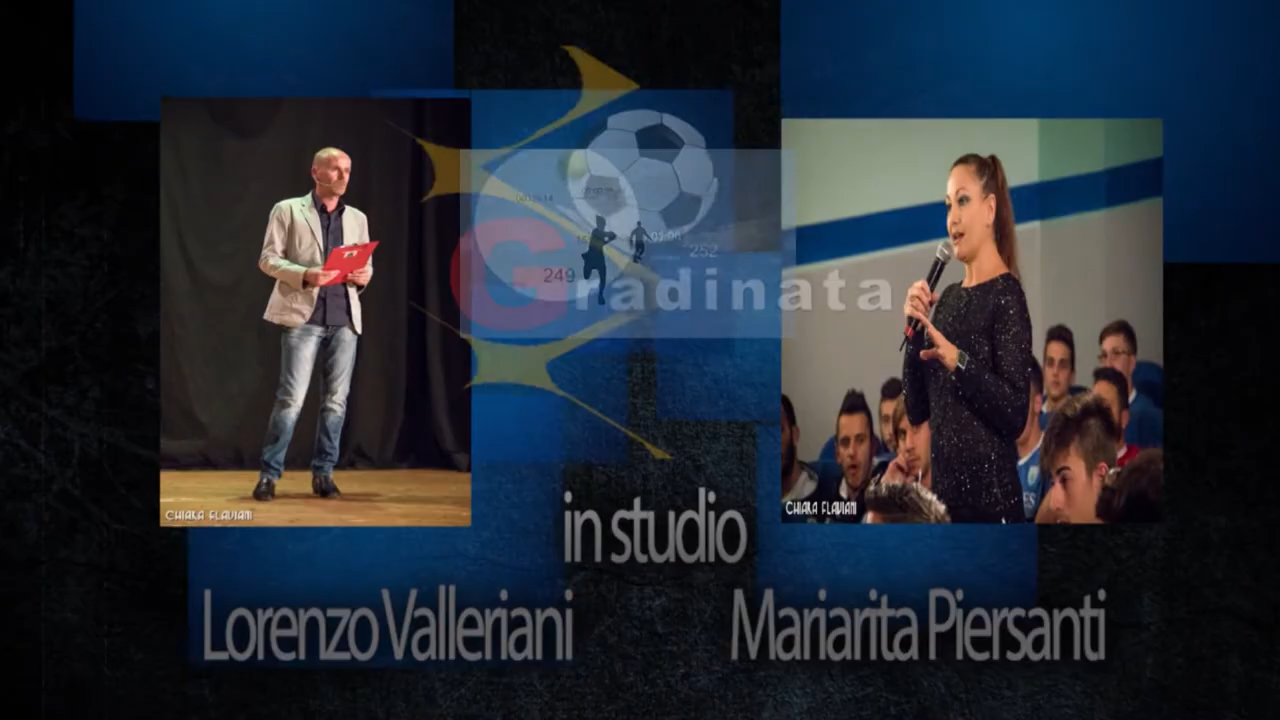 Gradinata
249
252
CHIARA FLAVIANI
CHIARA FLAVIANI
in studio
Lorenzo Valleriani
Mariarita Piersanti